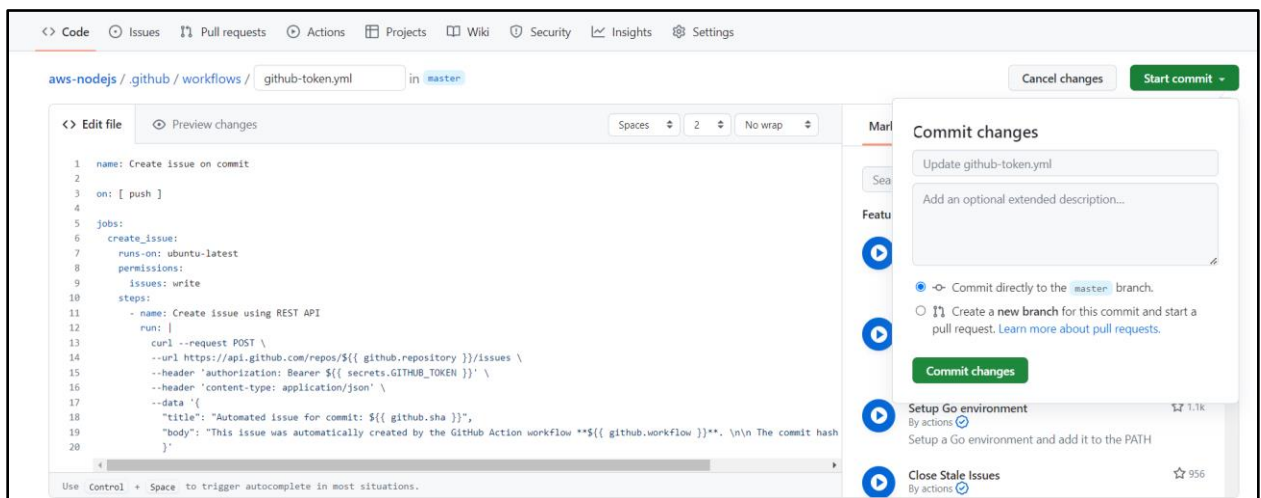 <> Code Issues Pull requests Actions Projects Wiki Security Insights Settings
aws-nodejs / .github / workflows / github-token.yml in master
Cancel changes Start commit
<> Edit file Preview changes Spaces 2 No wrap
1 name: Create issue on commit
2
3 on: [ push ]
4
5 jobs:
6 create_issue:
7 runs-on: ubuntu-latest
8 permissions:
9 issues: write
10 steps:
11 - name: Create issue using REST API
12 run: |
13 curl --request POST \
14 --url https://api.github.com/repos/${{ github.repository }}/issues \
15 --header 'authorization: Bearer ${{ secrets.GITHUB_TOKEN }}' \
16 --header 'content-type: application/json' \
17 --data '{
18 "title": "Automated issue for commit: ${{ github.sha }}",
19 "body": "This issue was automatically created by the GitHub Action workflow **${{ github.workflow }}**. \n\n The commit hash
20 }'
Use Control + Space to trigger autocomplete in most situations.
Marl
Sea
Featu
Commit changes
Update github-token.yml
Add an optional extended description...
Commit directly to the master branch.
Create a new branch for this commit and start a
pull request. Learn more about pull requests.
Commit changes
Setup Go environment 1.1k
By actions
Setup a Go environment and add it to the PATH
Close Stale Issues 956
By actions